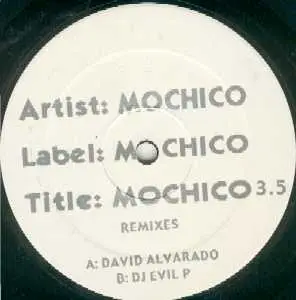 Artist: MOCHICO
Label: MOCHICO
Title: MOCHICO 3.5
REMIXES
A: DAVID ALVARADO
B: DJ EVIL P